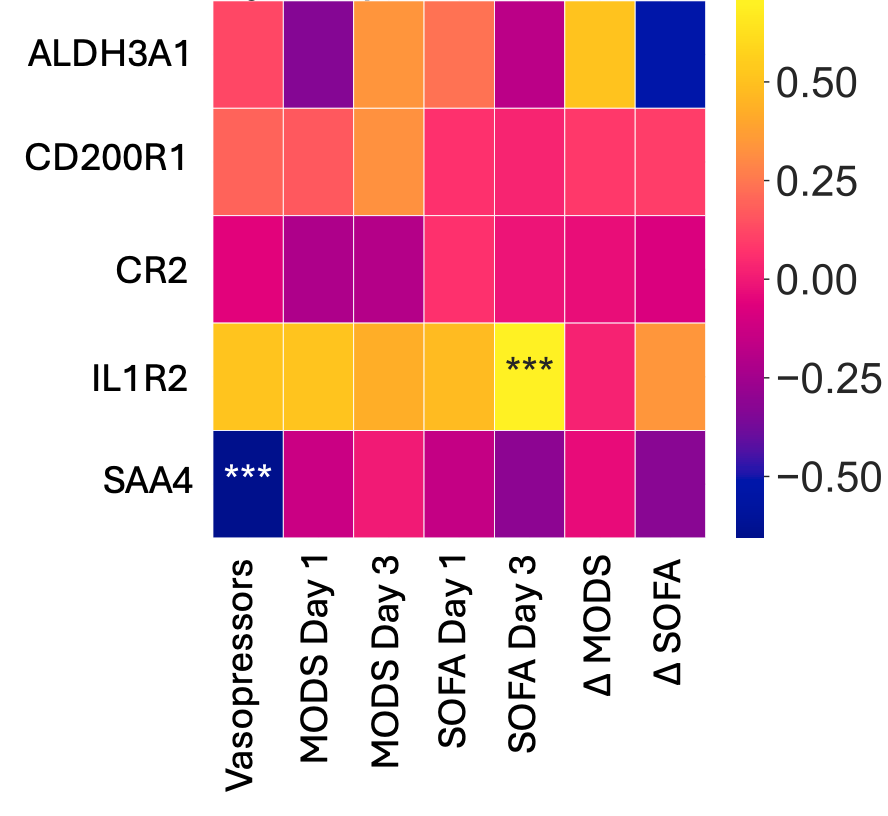 ALDH3A1
CD200R1
CR2
IL1R2
SAA4
***
***
Vasopressors
MODS Day 1
MODS Day 3
SOFA Day 1
SOFA Day 3
Δ MODS
Δ SOFA
0.50
0.25
0.00
−0.25
−0.50